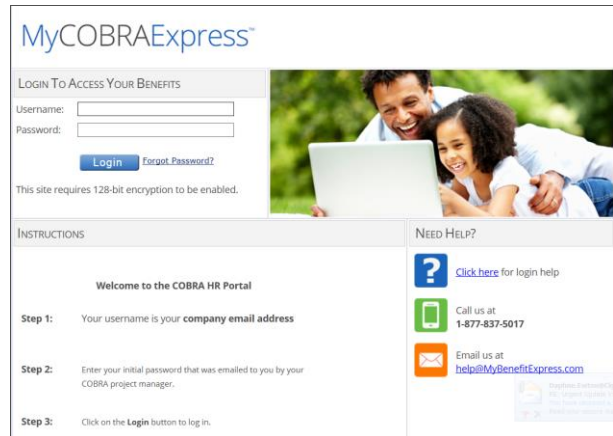 MyCOBRAExpress™
LOGIN TO ACCESS YOUR BENEFITS
Username:
Password:
Login Forgot Password?
This site requires 128-bit encryption to be enabled.
INSTRUCTIONS
Welcome to the COBRA HR Portal
Step 1: Your username is your company email address
Step 2: Enter your initial password that was emailed to you by your
COBRA project manager.
Step 3: Click on the Login button to log in.
NEED HELP?
?
Click here for login help
Call us at
1-877-837-5017
Email us at
help@MyBenefitExpress.com